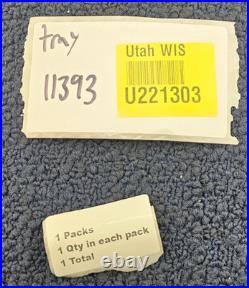 tray
11393
Utah WIS
U221303
1 Packs
1 Qty in each pack
1 Total